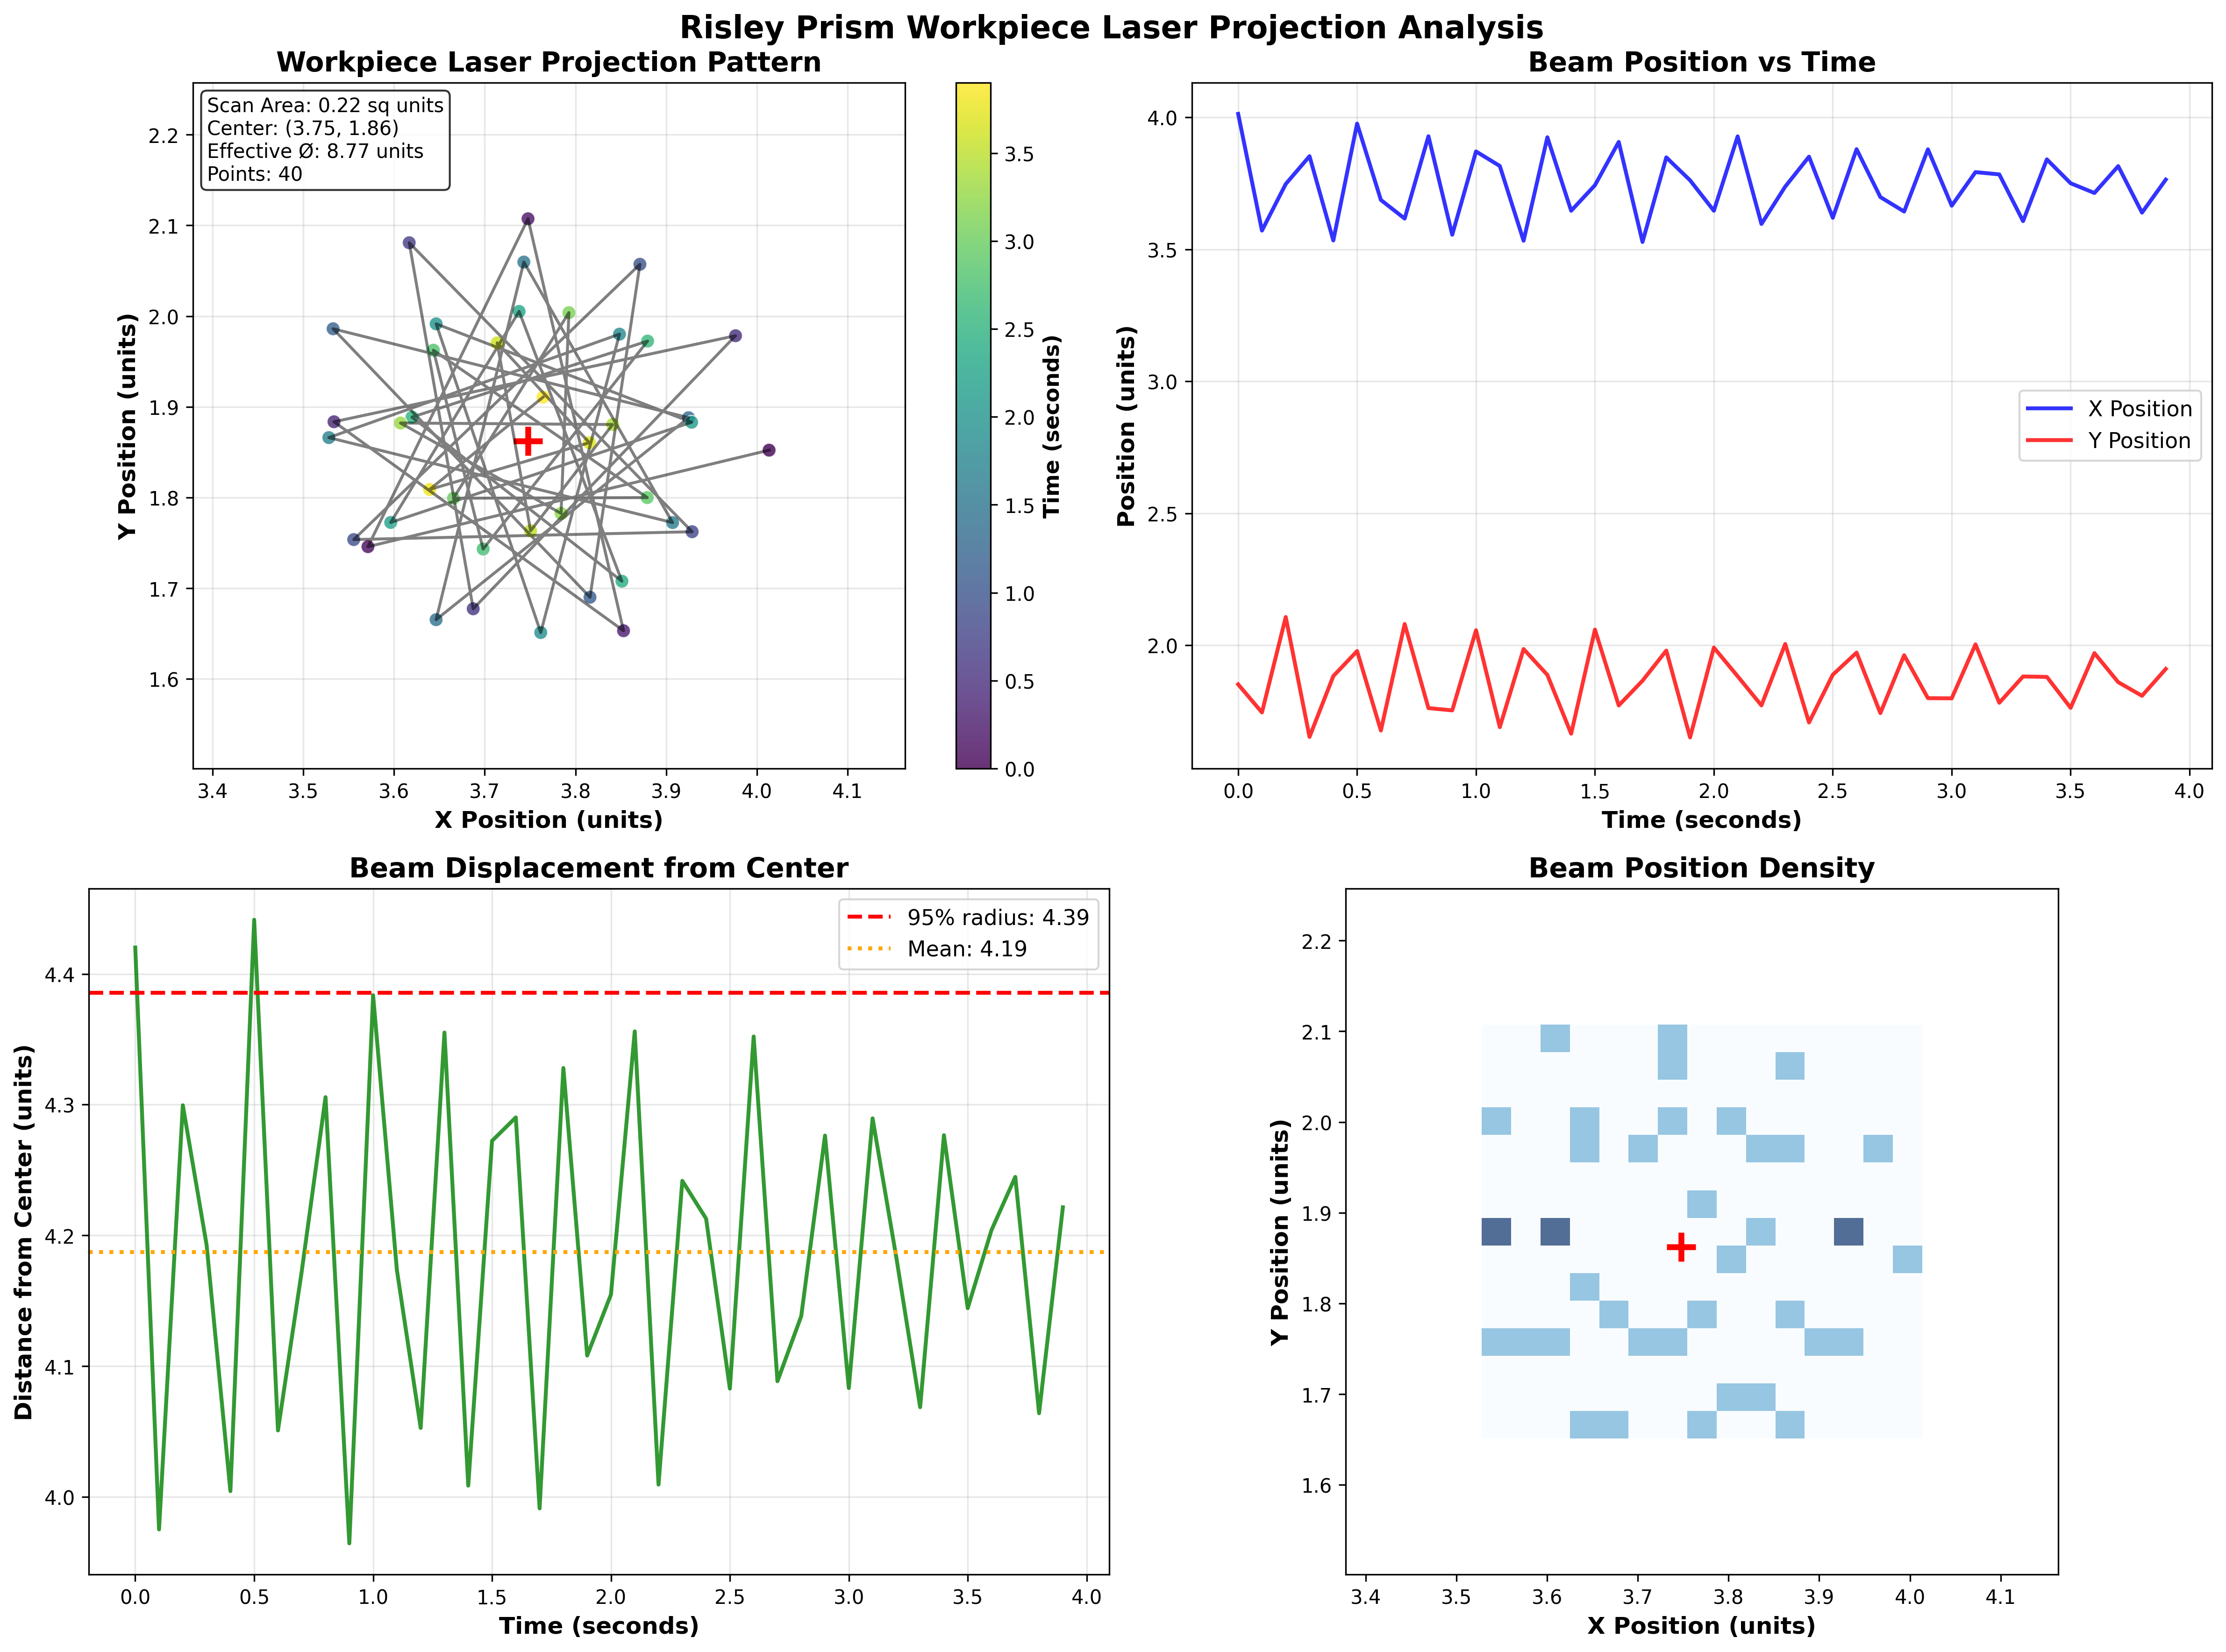 Risley Prism Workpiece Laser Projection Analysis
Workpiece Laser Projection Pattern
Scan Area: 0.22 sq units
Center: (3.75, 1.86)
Effective Ø: 8.77 units
Points: 40
Y Position (units)
2.2
2.1
2.0
1.9
1.8
1.7
1.6
3.4 3.5 3.6 3.7 3.8 3.9 4.0 4.1
X Position (units)
3.5
3.0
2.5
2.0
1.5
1.0
0.5
0.0
Time (seconds)
Beam Position vs Time
Position (units)
4.0
3.5
3.0
2.5
2.0
X Position
Y Position
0.0 0.5 1.0 1.5 2.0 2.5 3.0 3.5 4.0
Time (seconds)
Beam Displacement from Center
95% radius: 4.39
Mean: 4.19
Distance from Center (units)
4.4
4.3
4.2
4.1
4.0
0.0 0.5 1.0 1.5 2.0 2.5 3.0 3.5 4.0
Time (seconds)
Beam Position Density
Y Position (units)
2.2
2.1
2.0
1.9
1.8
1.7
1.6
3.4 3.5 3.6 3.7 3.8 3.9 4.0 4.1
X Position (units)